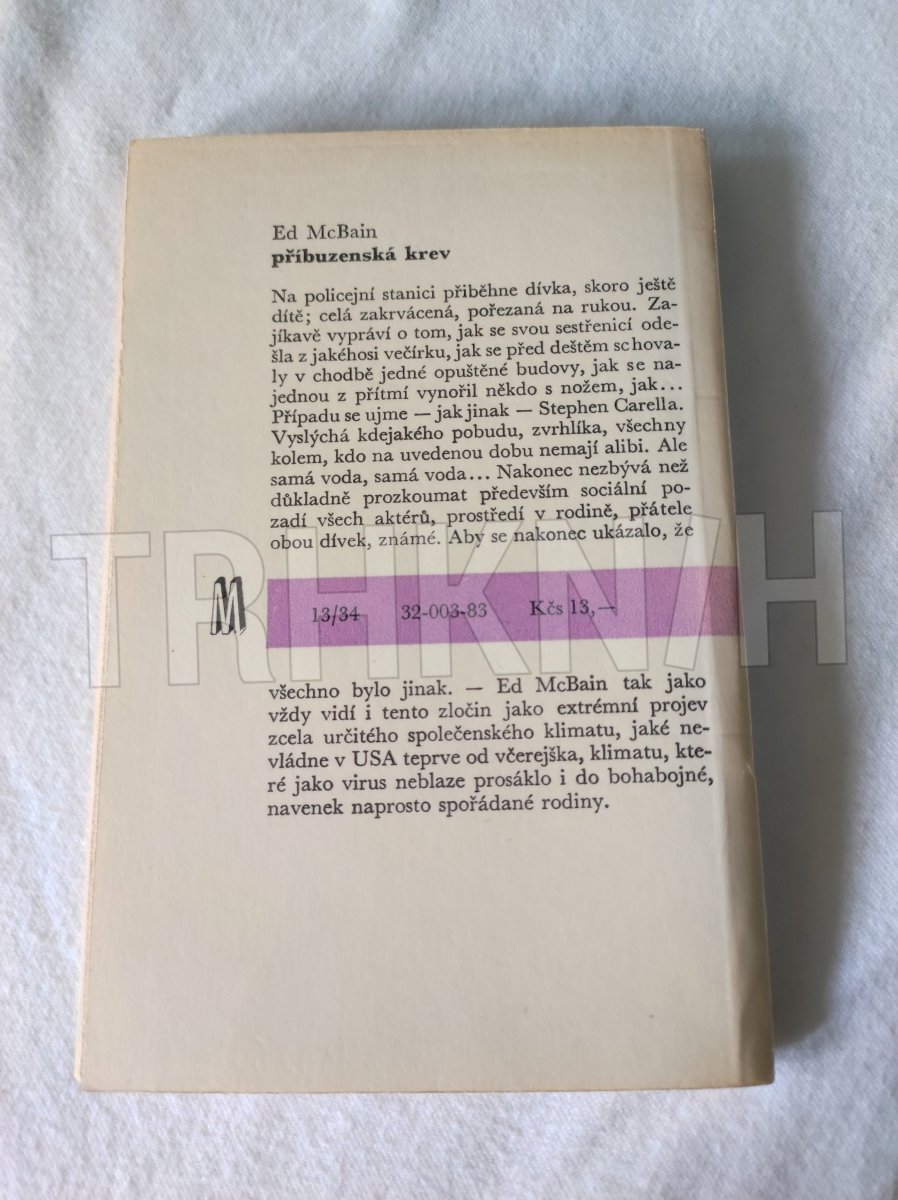 Ed McBain
příbuzenská krev
Na policejní stanici přiběhne dívka, skoro ještě
dítě; celá zakrvácená, pořezaná na rukou. Za-
jíkavě vypráví o tom, jak se svou sestřenicí ode-
šla z jakéhosi večírku, jak se před deštěm schova-
ly v chodbě jedné opuštěné budovy, jak se na-
jednou z přítmí vynořil někdo s nožem, jak...
Případu se ujme — jak jinak — Stephen Carella.
Vyslýchá kdejakého pobudu, zvrhlíka, všechny
kolem, kdo na uvedenou dobu nemají alibi. Ale
samá voda, samá voda... Nakonec nezbývá než
důkladně prozkoumat především sociální po-
zadí všech aktérů, prostředí v rodině, přátele
obou dívek, známé. Aby se nakonec ukázalo, že
M 13/34 32-003-83 Kčs 13,—
všechno bylo jinak. — Ed McBain tak jako
vždy vidí i tento zločin jako extrémní projev
zcela určitého společenského klimatu, jaké ne-
vládne v USA teprve od včerejška, klimatu, kte-
ré jako virus neblaze prosáklo i do bohabojné,
navenek naprosto spořádané rodiny.
TRHKNIH